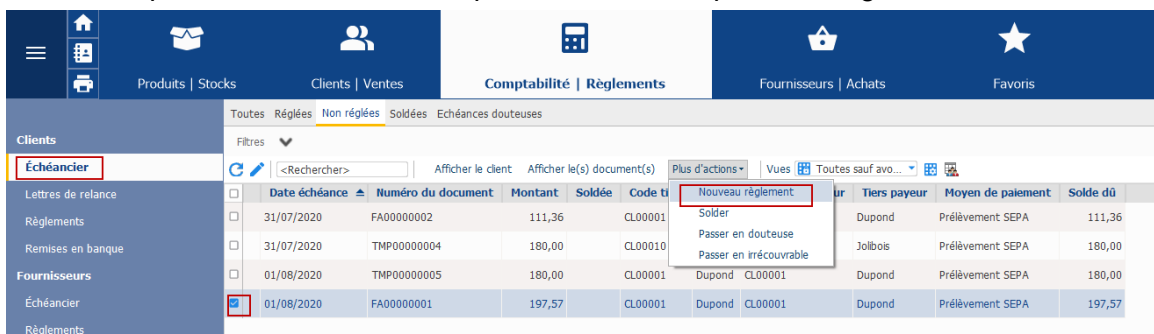 Produits | Stocks
Clients | Ventes
Comptabilité | Règlements
Fournisseurs | Achats
Favoris
Toutes Réglées Non réglées Soldées Echéances douteuses
Clients
Échéancier
Lettres de relance
Règlements
Remises en banque
Fournisseurs
Échéancier
Règlements
Filtres
<Rechercher> Afficher le client Afficher le(s) document(s) Plus d'actions Vues Toutes sauf avo...
Date échéance Numéro du document Montant Soldée Code ti ur Tiers payeur Moyen de paiement Solde dû
Nouveau règlement
Solder
Passer en douteuse
Passer en irrécouvrable
31/07/2020 FA00000002 111,36 CL00001 Dupond Prélèvement SEPA 111,36
31/07/2020 TMP00000004 180,00 CL00010 Jolibois Prélèvement SEPA 180,00
01/08/2020 TMP00000005 180,00 CL00001 Dupond CL00001 Dupond Prélèvement SEPA 180,00
01/08/2020 FA00000001 197,57 CL00001 Dupond CL00001 Dupond Prélèvement SEPA 197,57